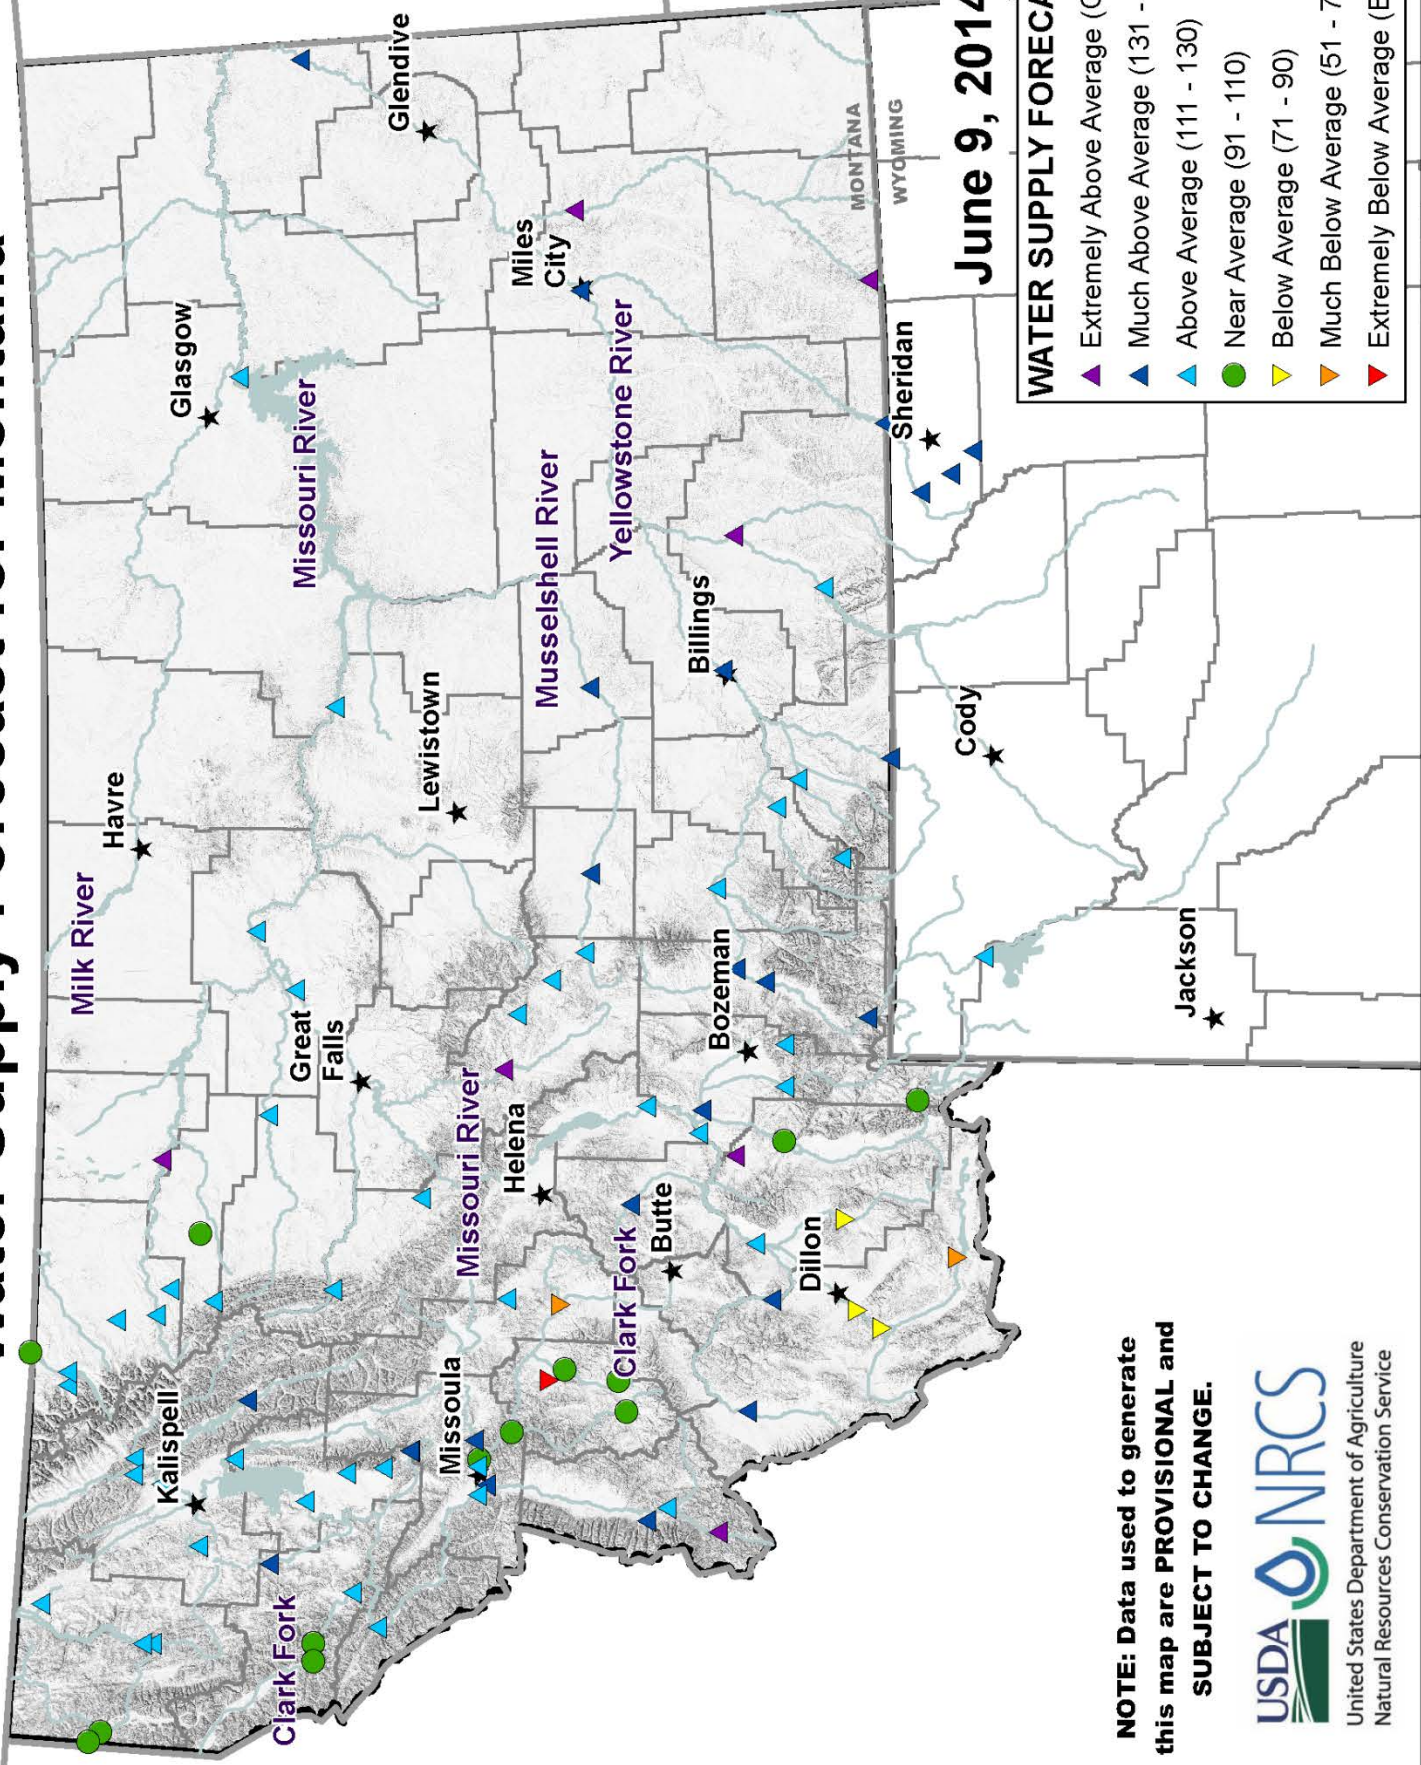 Water Supply Forecast for Montana
Milk River
Havre
Glasgow
Kalispell
Great
Falls
Missouri River
Glendive
Lewistown
Clark Fork
Missouri River
Helena
Musselshell River
Miles
City
Missoula
Yellowstone River
Clark Fork
Butte
Bozeman
Billings
Dillon
MONTANA
WYOMING
Sheridan
Cody
Jackson
June 9, 2014
WATER SUPPLY
Extremely Above Average
Much Above Average (131 -
Above Average (111 - 130)
Near Average (91 - 110)
Below Average (71 - 90)
Much Below Average (51 - 7
Extremely Below Average
NOTE: Data used to generate
this map are PROVISIONAL and
SUBJECT TO CHANGE.
USDA NRCS
United States Department of Agriculture
Natural Resources Conservation Service